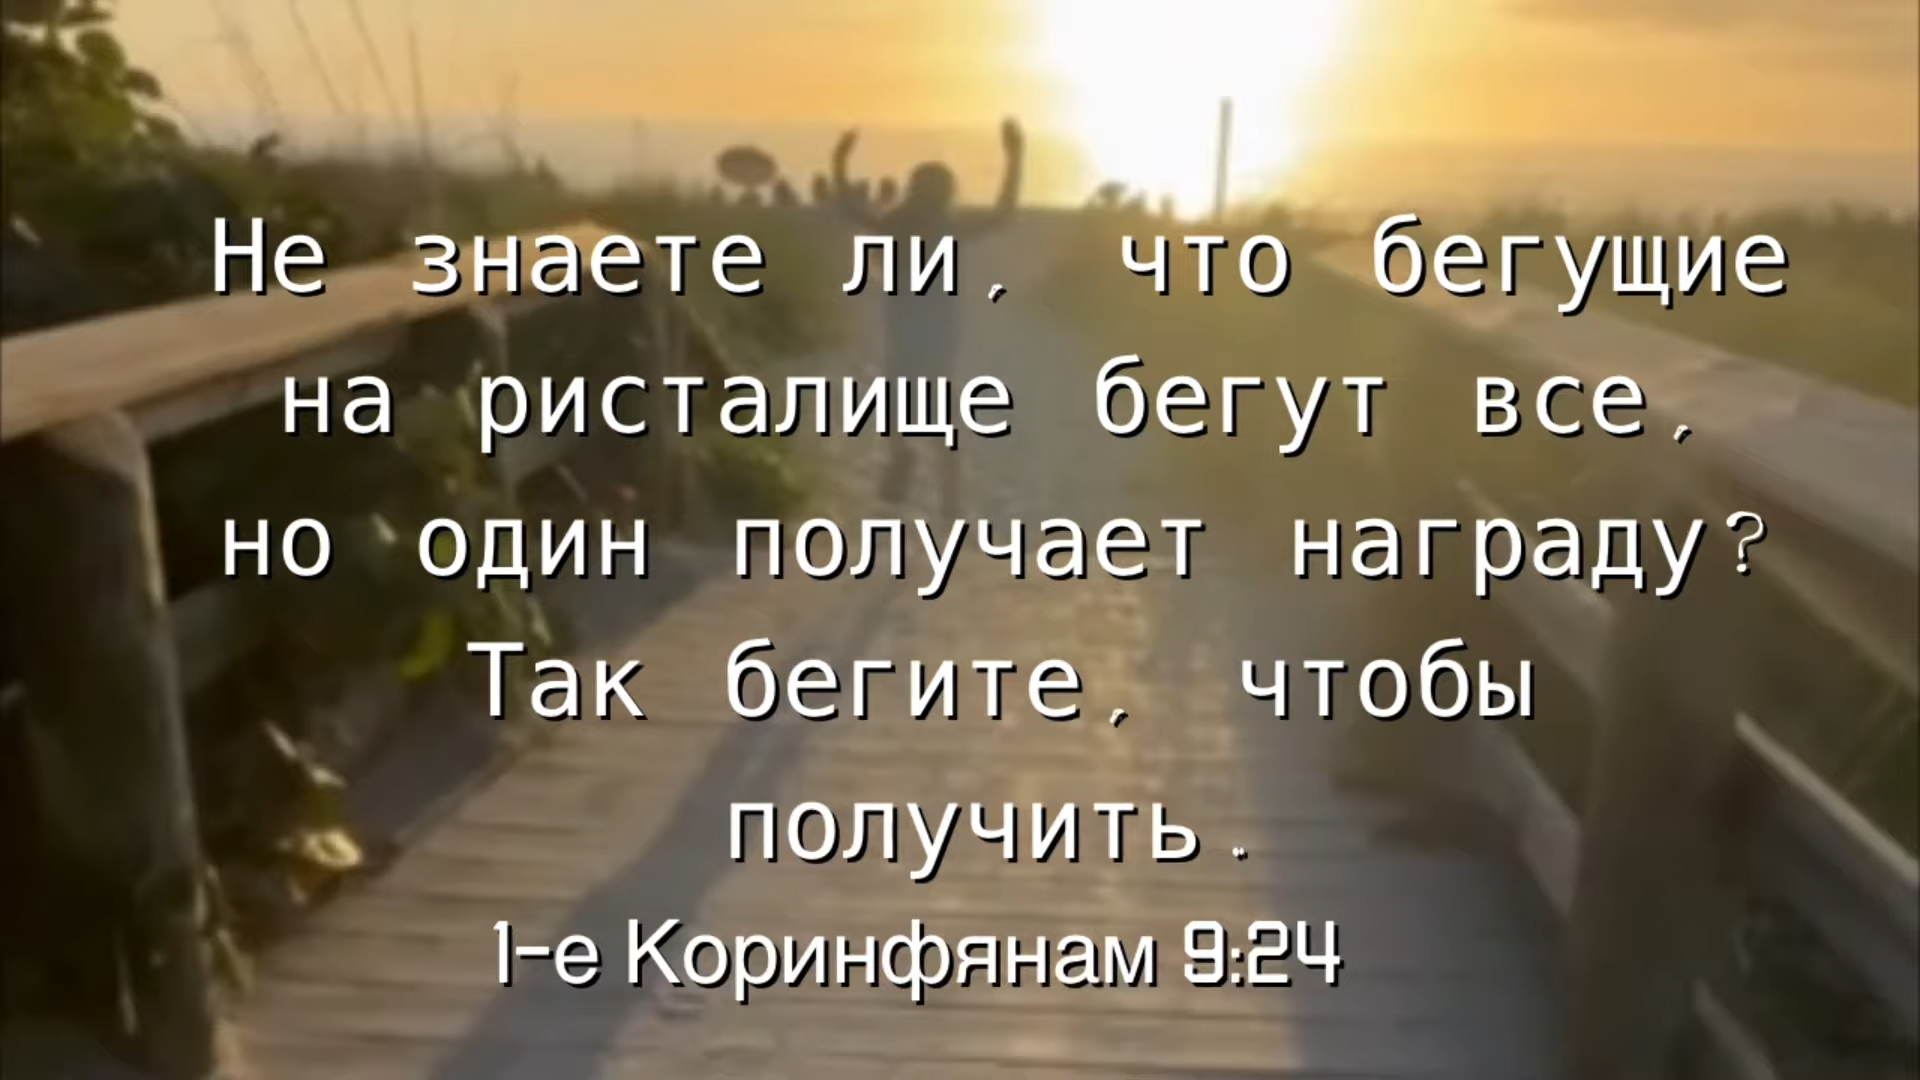 Не знаете ли, что бегущие
на ристалище бегут все,
но один получает награду?
Так бегите, чтобы
получить.
1-е Коринфянам 9:24